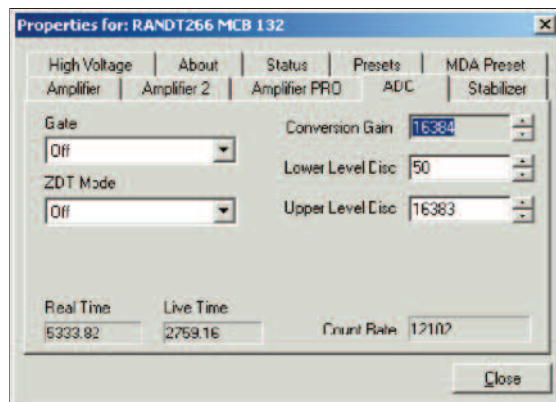 Properties for: RANDT266 MCB 132
High Voltage About Status Presets MDA Preset
Amplifier Amplifier 2 Amplifier PRO ADC Stabilizer
Gate
Off
ZDT Mode
Off
Conversion Gain 16384
Lower Level Disc 50
Upper Level Disc 16383
Real Time Live Time
5333.82 2759.16
Count Rate 12102
Close